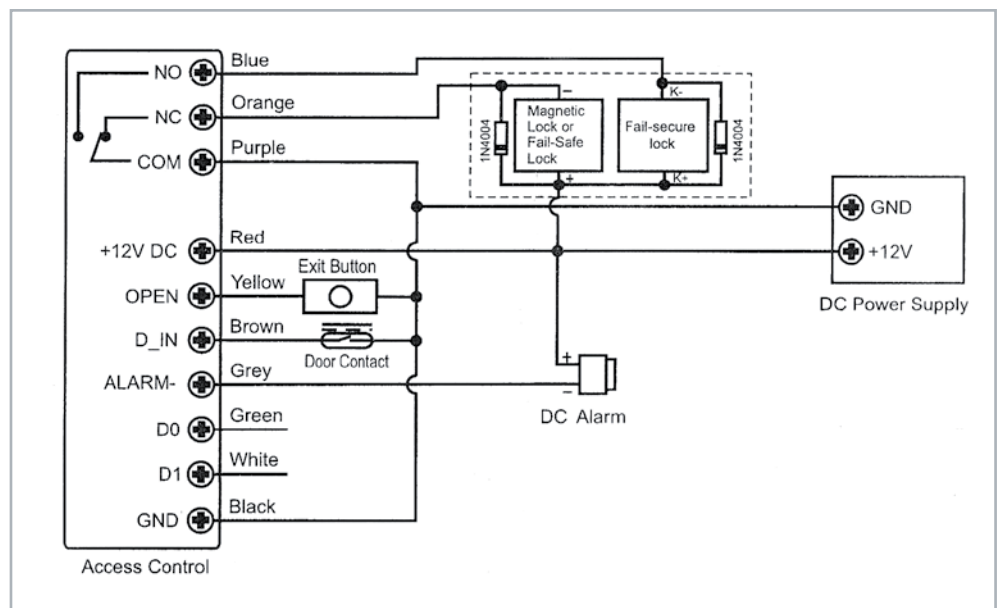 NO
Blue
NC
Orange
COM
Purple
+12V DC
Red
OPEN
Yellow
Exit Button
D_IN
Brown
Door Contact
ALARM-
Grey
D0
Green
D1
White
GND
Black
Access Control
1N4004
−
Magnetic
Lock or
Fail-Safe
Lock
+
K-
Fail-secure
lock
K+
1N4004
GND
+12V
DC Power Supply
+
−
DC Alarm